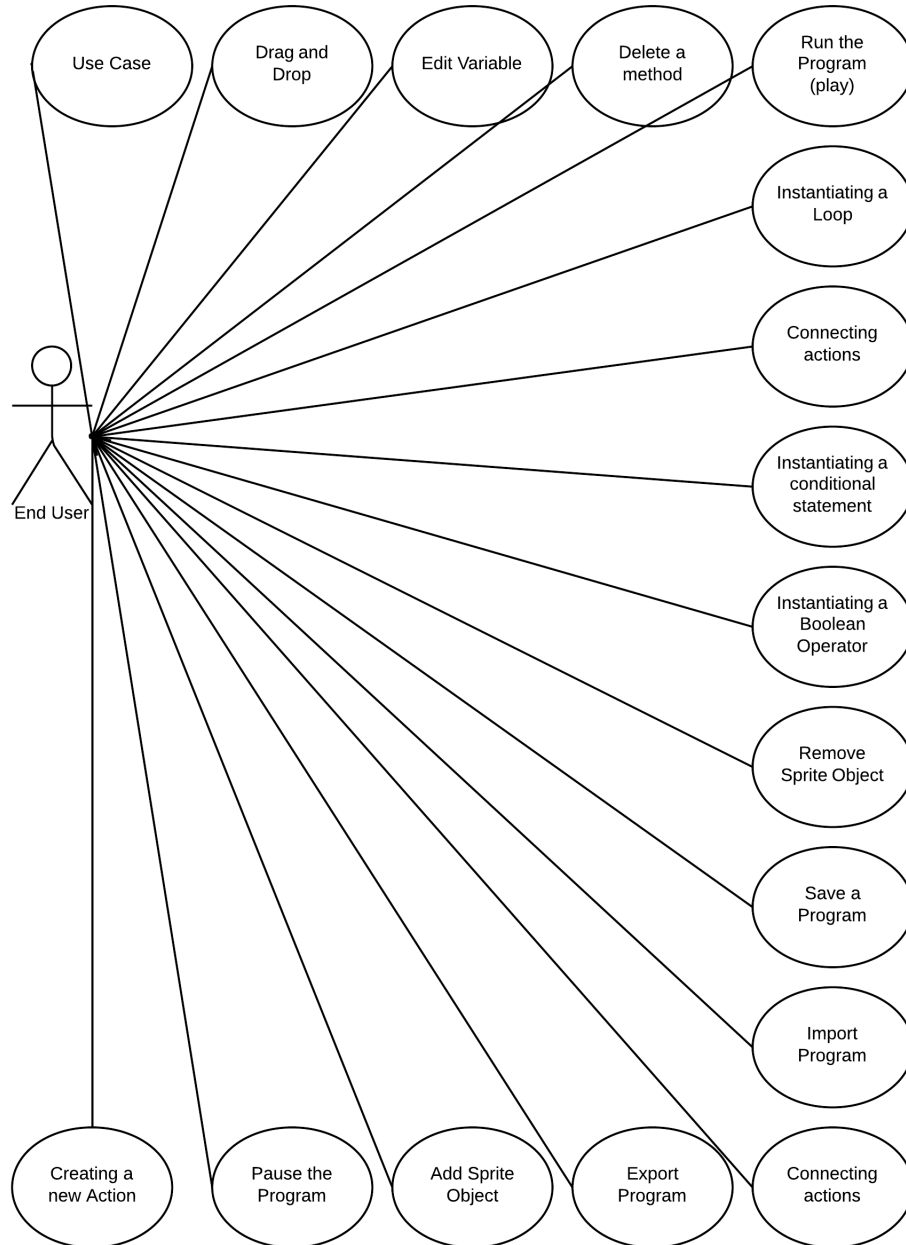 Use Case
Drag and
Drop
Edit Variable
Delete a
method
Run the
Program
(play)
Instantiating a
Loop
Connecting
actions
End User
Instantiating a
conditional
statement
Instantiating a
Boolean
Operator
Remove
Sprite Object
Save a
Program
Import
Program
Creating a
new Action
Pause the
Program
Add Sprite
Object
Export
Program
Connecting
actions